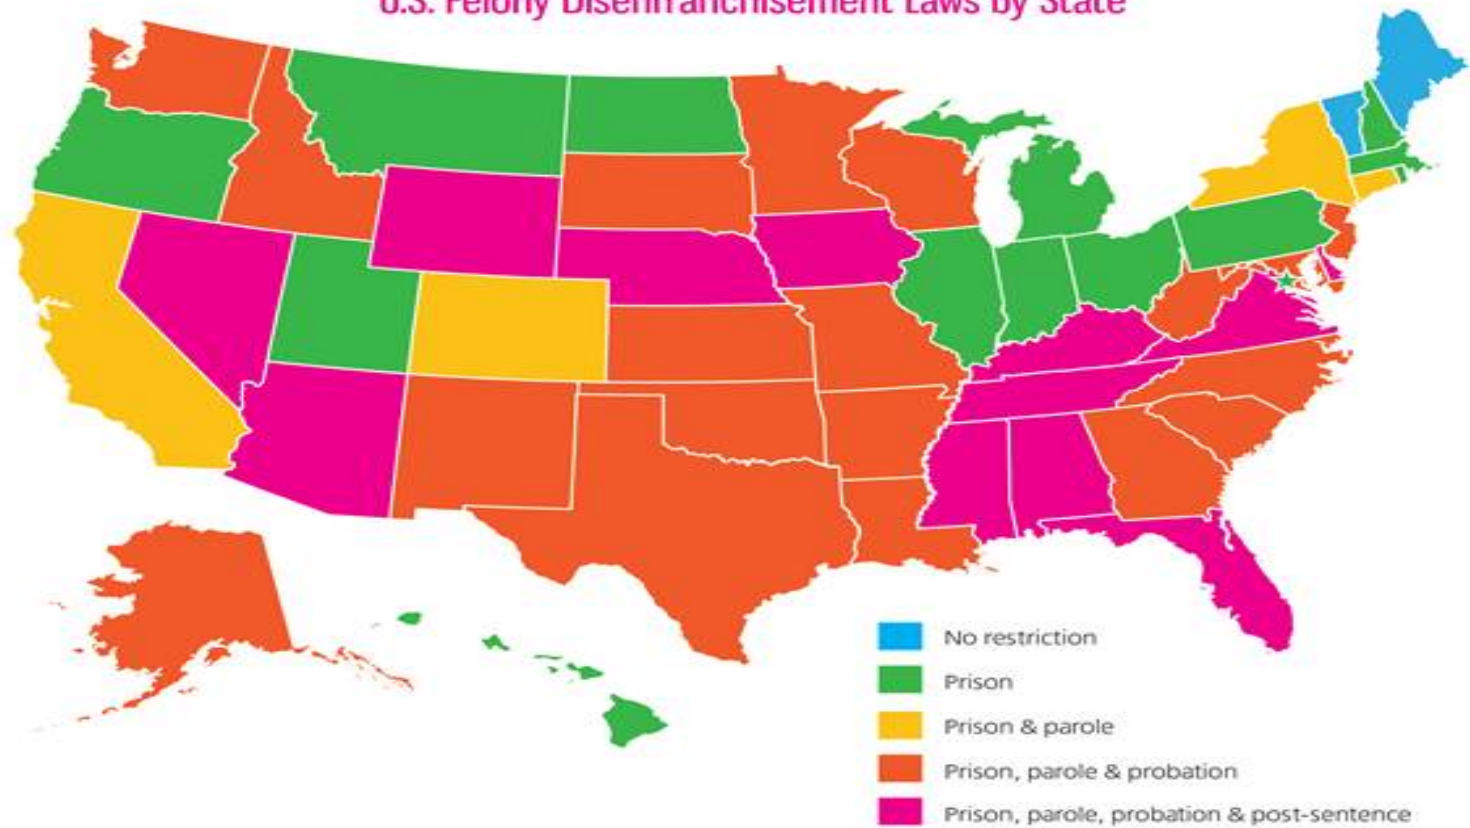 U.S. Felony Disenfranchisement Laws by State
No restriction
Prison
Prison & parole
Prison, parole & probation
Prison, parole, probation & post-sentence